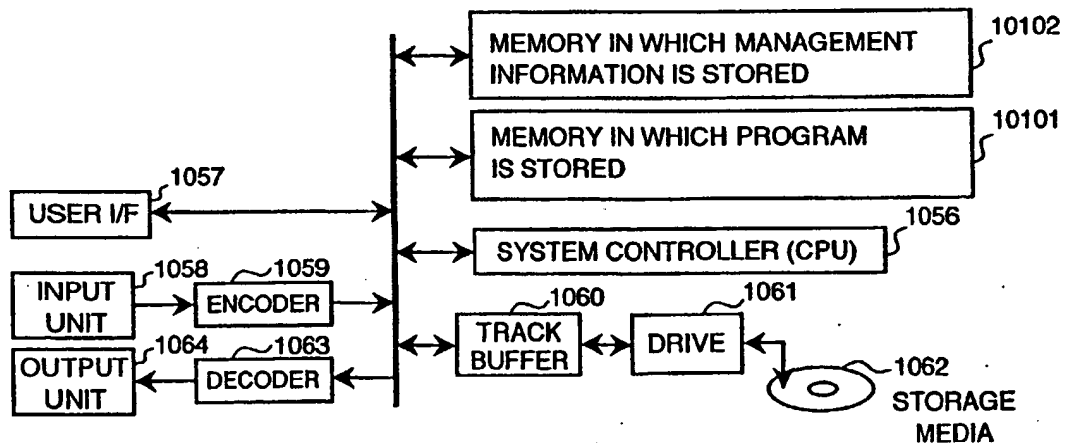 MEMORY IN WHICH MANAGEMENT
INFORMATION IS STORED
10102
MEMORY IN WHICH PROGRAM
IS STORED
10101
1057
USER I/F
1056
SYSTEM CONTROLLER (CPU)
1058
INPUT
UNIT
1059
ENCODER
1060
TRACK
BUFFER
1061
DRIVE
1064
OUTPUT
UNIT
1063
DECODER
1062
STORAGE
MEDIA